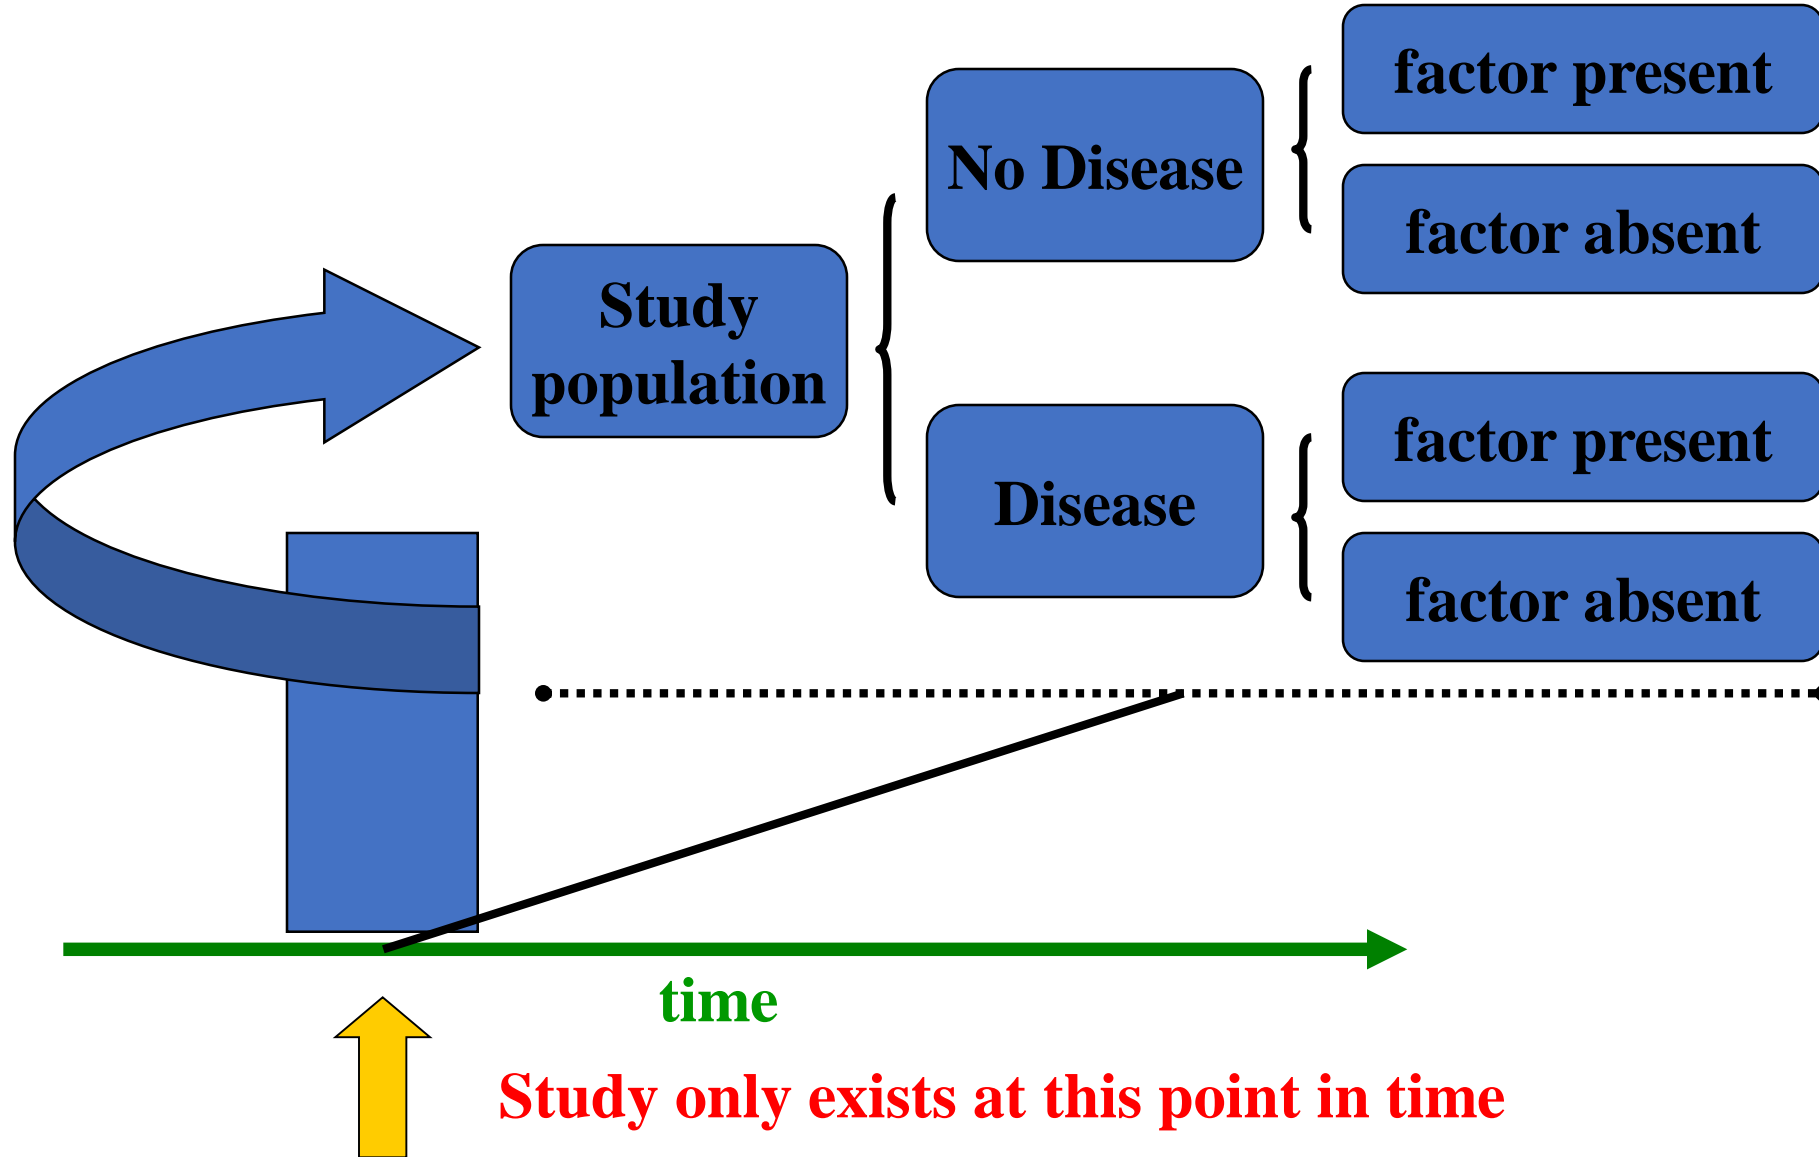 factor present
No Disease
factor absent
Study
population
factor present
Disease
factor absent
time
Study only exists at this point in time